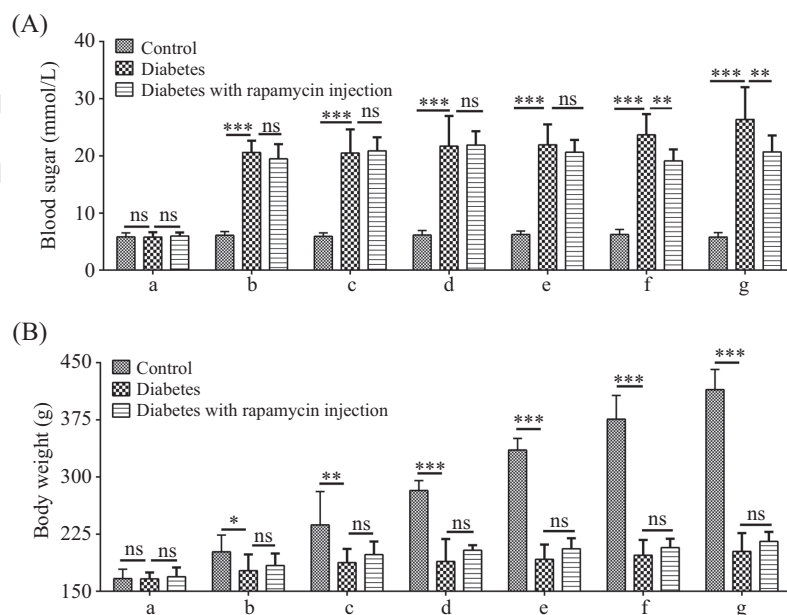 (A)
Blood sugar (mmol/L)
40
30
20
10
0
Control
Diabetes
Diabetes with rapamycin injection
ns ns
*** ns
*** ns
*** ns
*** ns
*** **
*** **
a b c d e f g
(B)
Body weight (g)
450
375
300
225
150
Control
Diabetes
Diabetes with rapamycin injection
ns ns
* ns
** ns
*** ns
*** ns
*** ns
*** ns
a b c d e f g